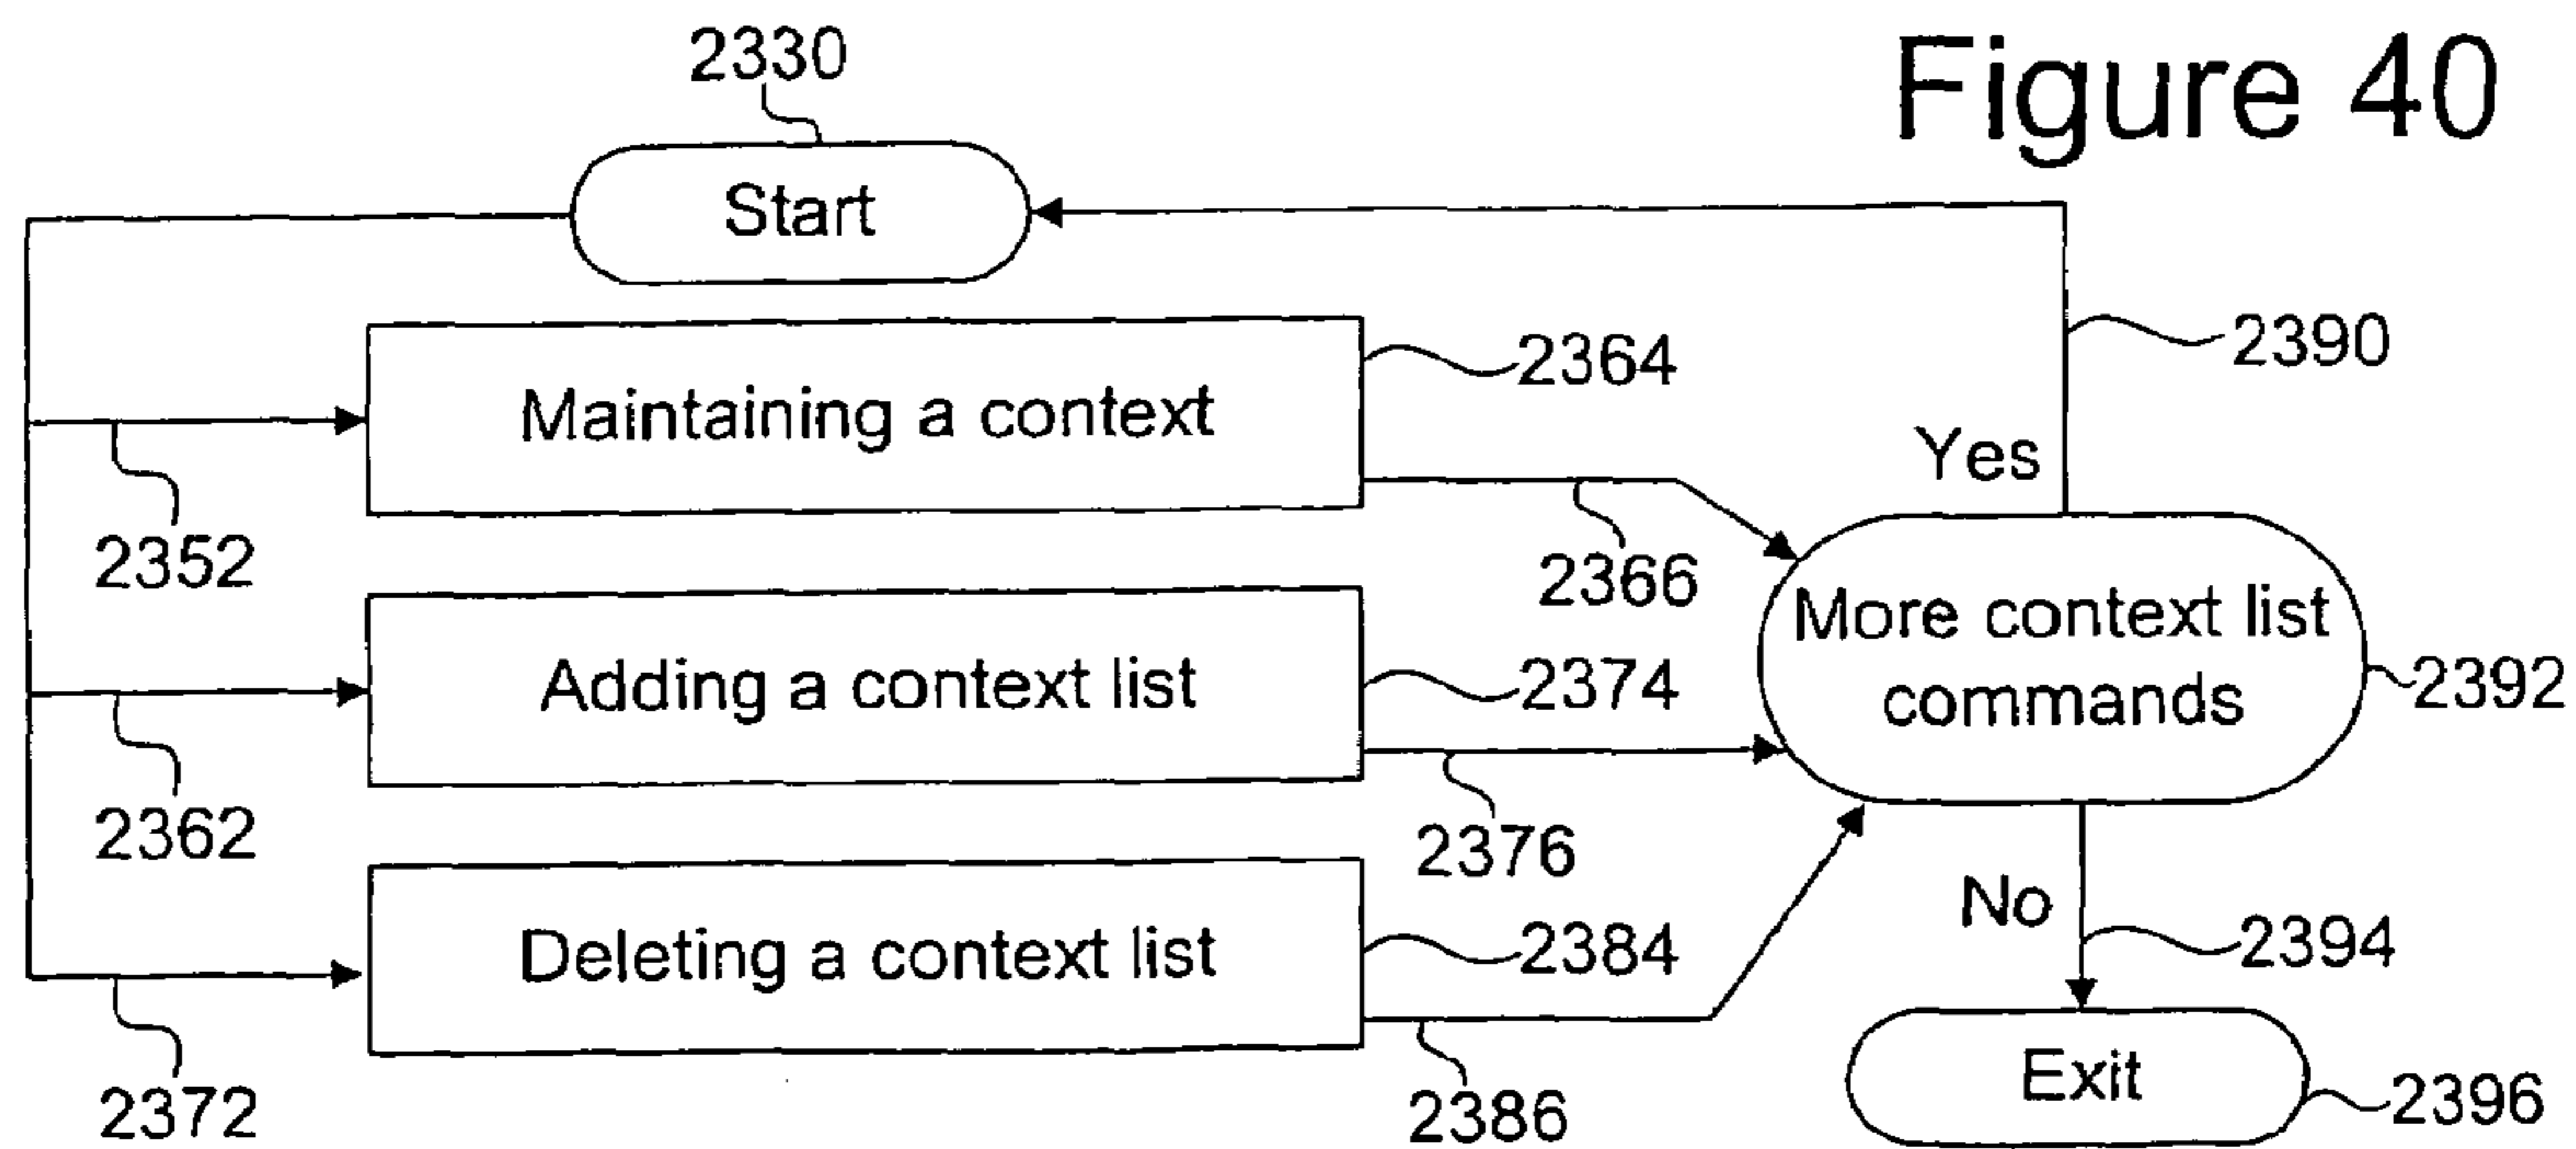 Figure 40
2330
Start
2390
Maintaining a context
2364
Yes
2352
2366
More context list
commands
2392
Adding a context list
2374
2362
2376
No
2394
Deleting a context list
2384
2372
2386
Exit
2396